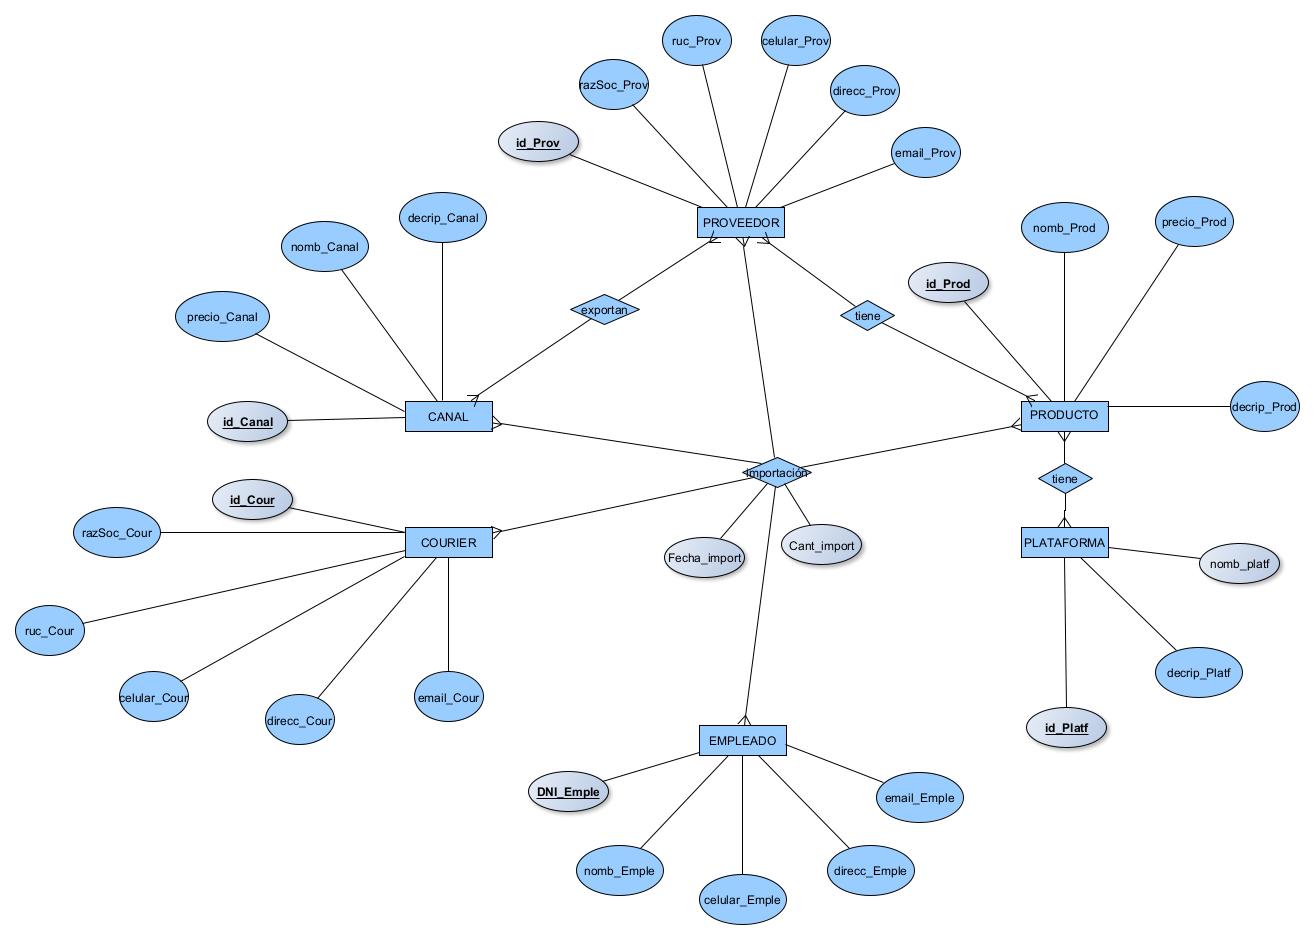 ruc_Prov
celular_Prov
razSoc_Prov
direcc_Prov
id_Prov
email_Prov
PROVEEDOR
decrip_Canal
nomb_Canal
precio_Canal
id_Canal
CANAL
exportan
tiene
nomb_Prod
precio_Prod
id_Prod
decrip_Prod
PRODUCTO
Importación
Fecha_import
Cant_import
tiene
id_Cour
razSoc_Cour
COURIER
ruc_Cour
celular_Cour
direcc_Cour
email_Cour
PLATAFORMA
nomb_platf
decrip_Platf
id_Platf
EMPLEADO
DNI_Emple
email_Emple
nomb_Emple
direcc_Emple
celular_Emple